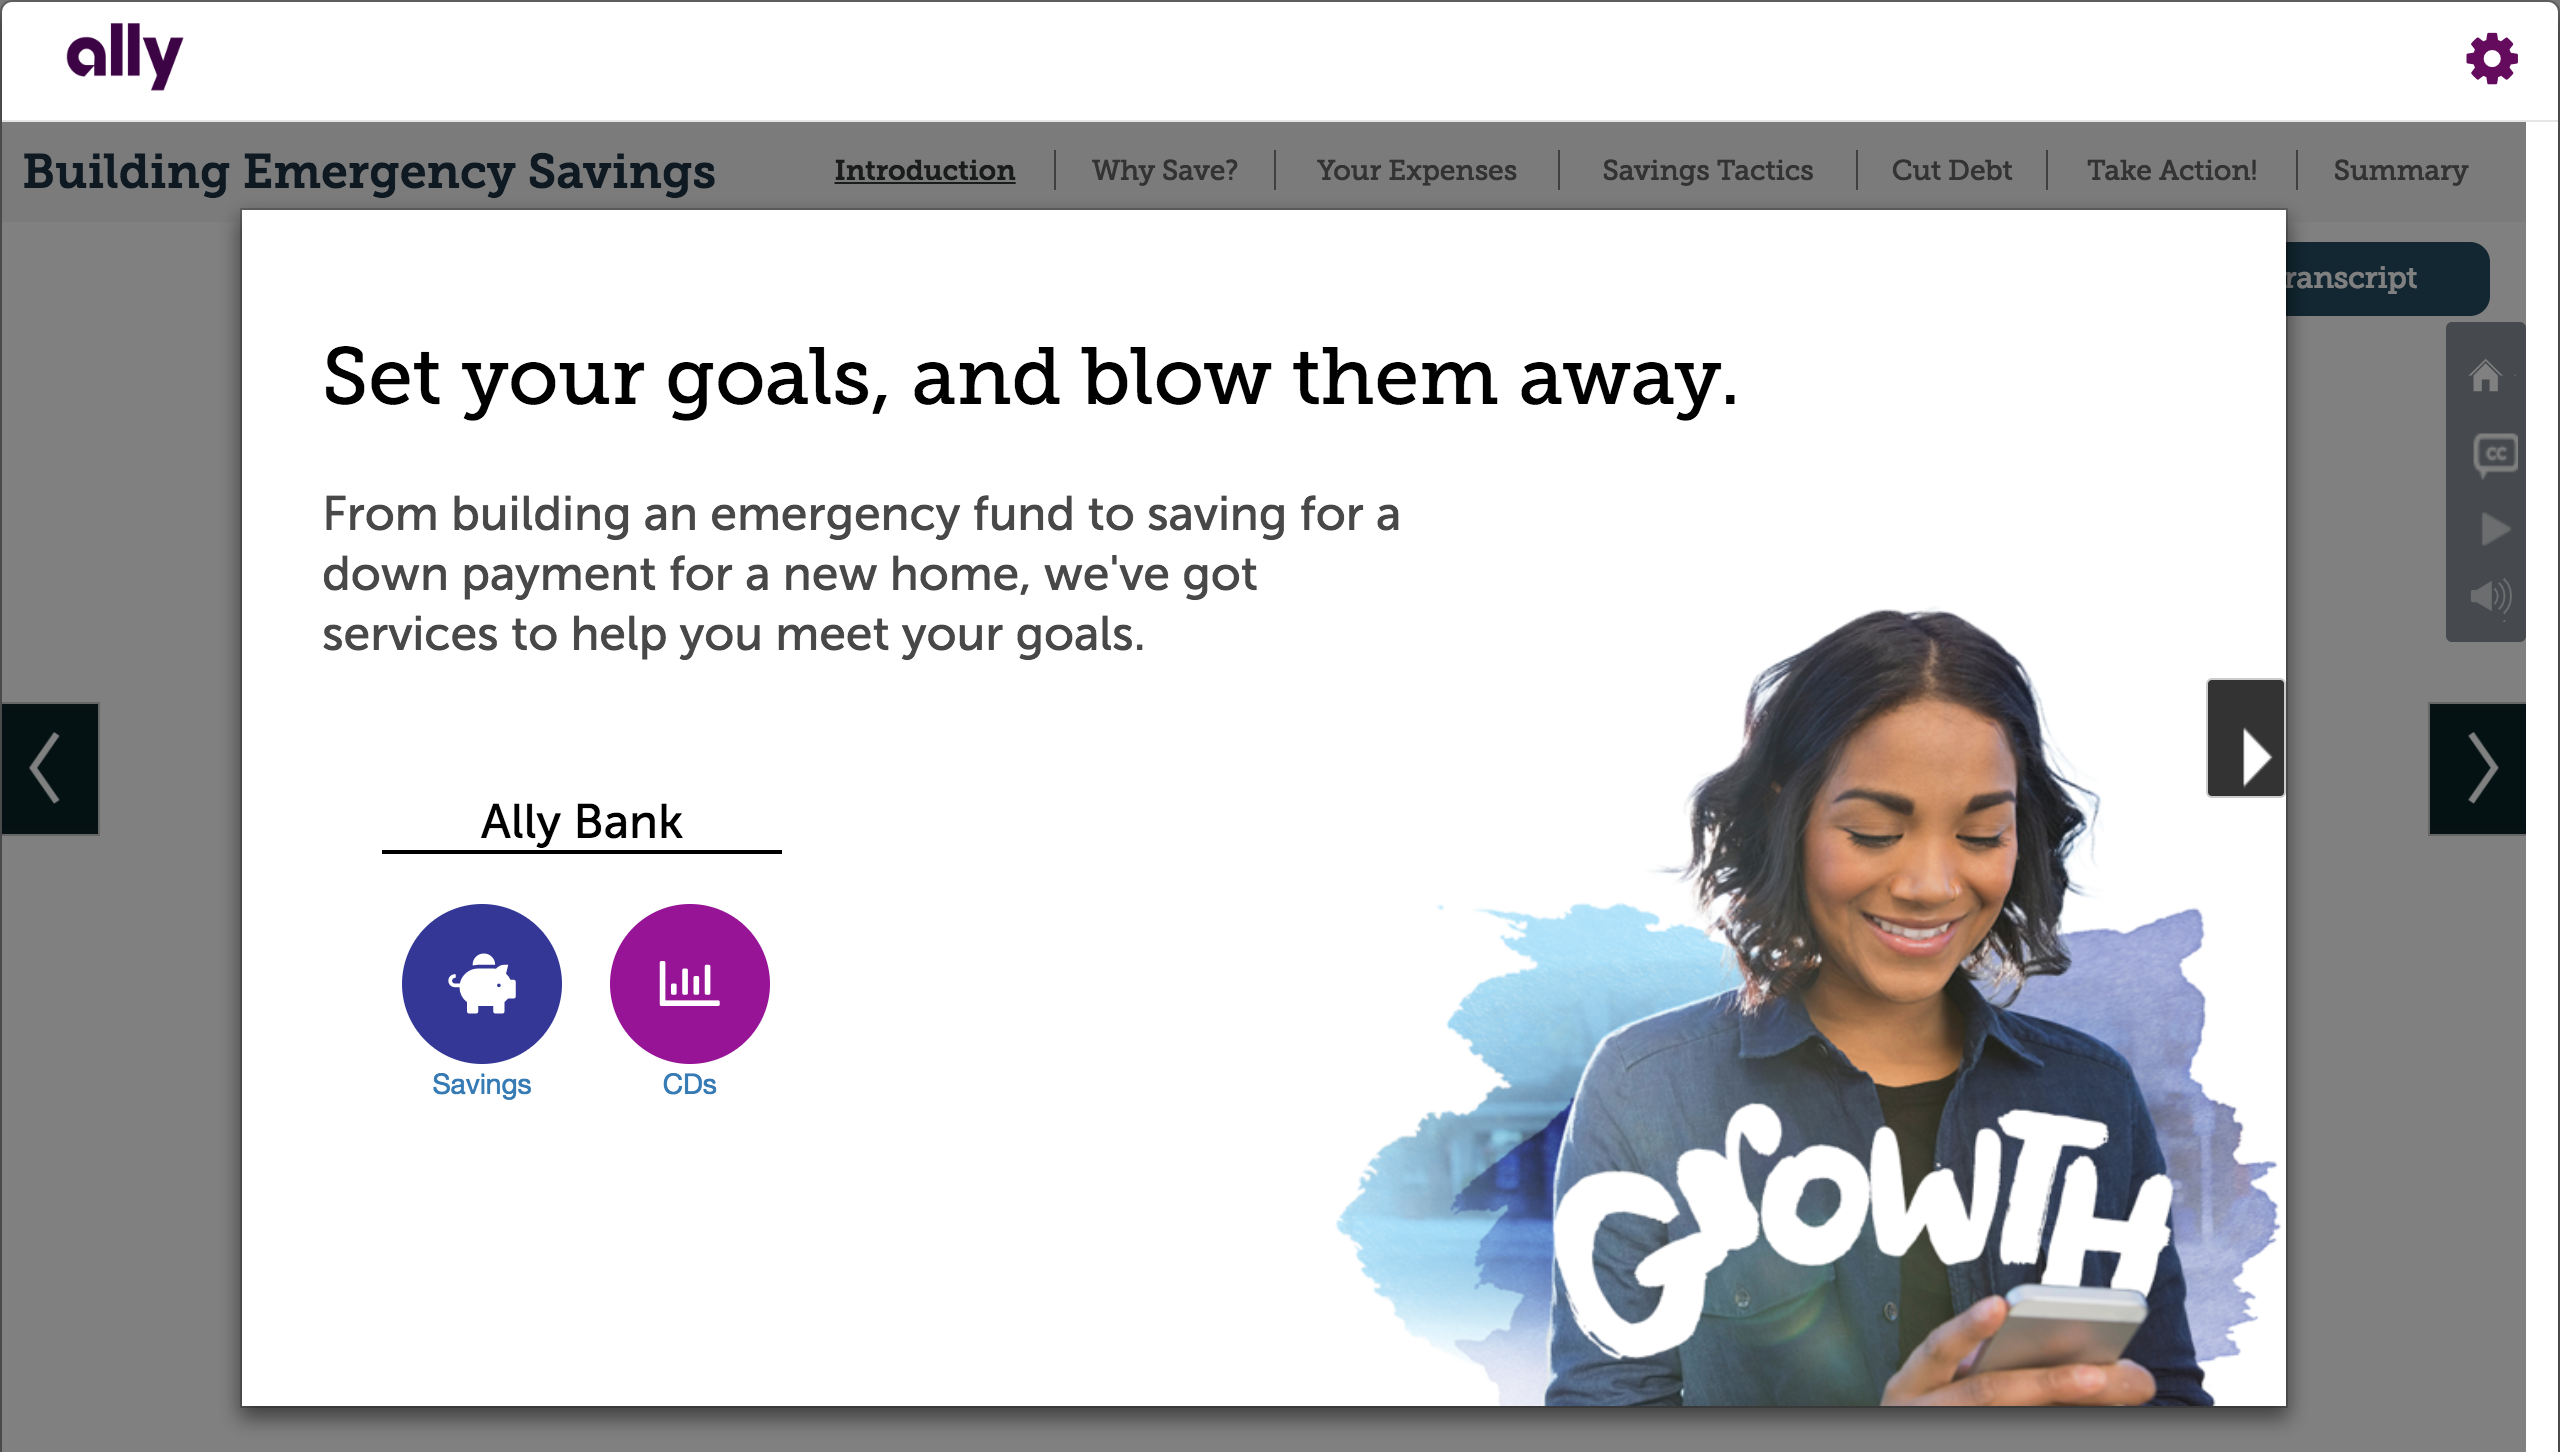 ally
Building Emergency Savings
Introduction
Why Save?
Your Expenses
Savings Tactics
Cut Debt
Take Action!
Summary
ranscript
Set your goals, and blow them away.
CC
From building an emergency fund to saving for a
down payment for a new home, we've got
services to help you meet your goals.
Ally Bank
Savings
CDs
GROWTH